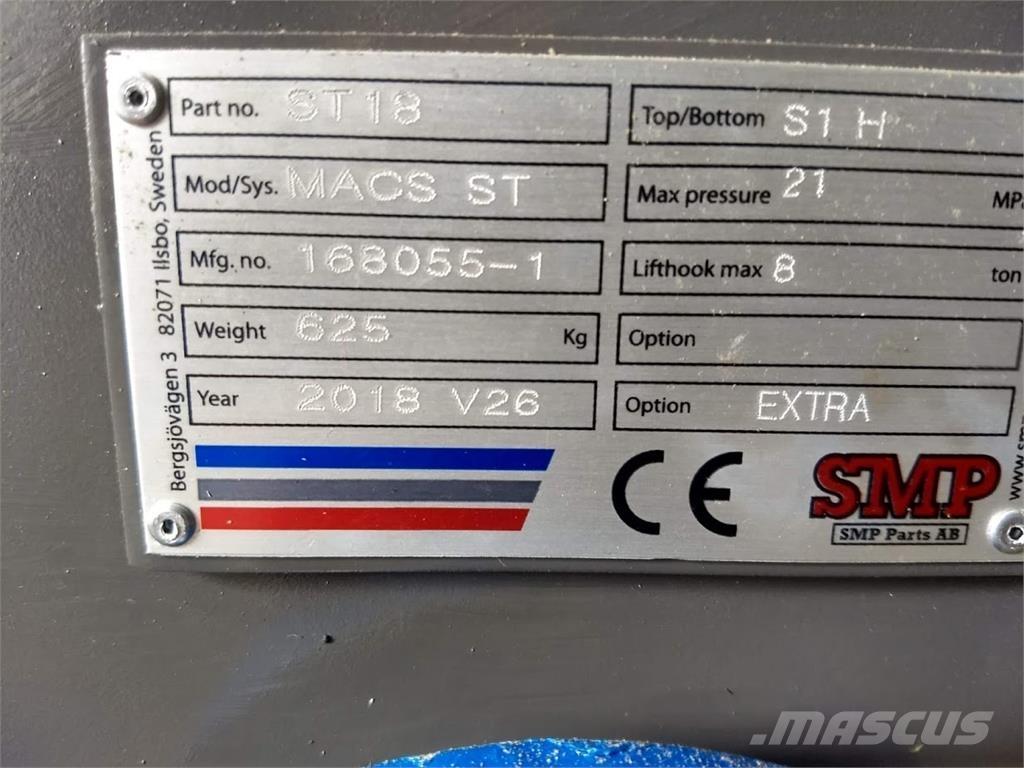 Part no. ST18
Mod/Sys. MACS ST
Mfg. no. 168055-1
Weight 625 Kg
Year 2018 V26
Top/Bottom S1 H
Max pressure 21 MPa
Lifthook max 8 ton
Option
Option EXTRA
Bergsjövägen 3 82071 Ilsbo, Sweden
CE
SMP
SMP Parts AB
MASCUS